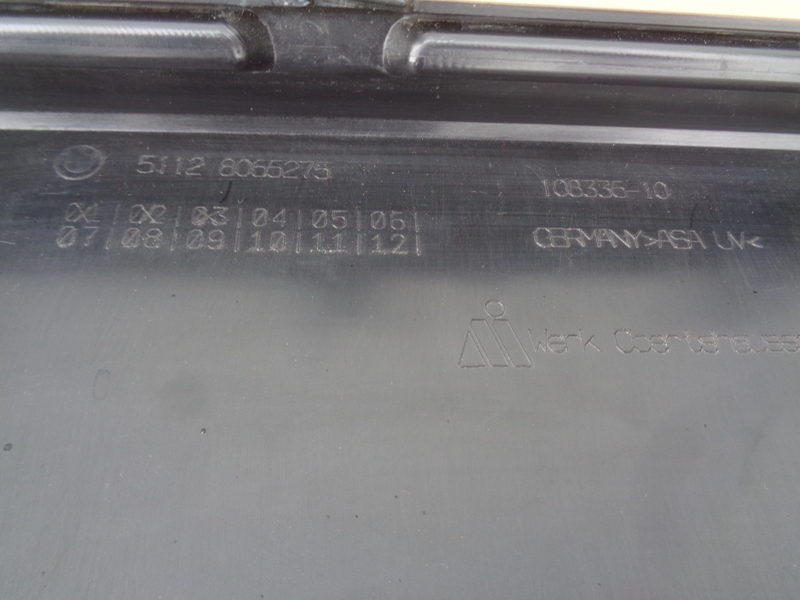 5112 8065275
108336-10
01 | 02 | 03 | 04 | 05 | 06 |
07 | 08 | 09 | 10 | 11 | 12 |
GERMANY >ASA UV<
Werk